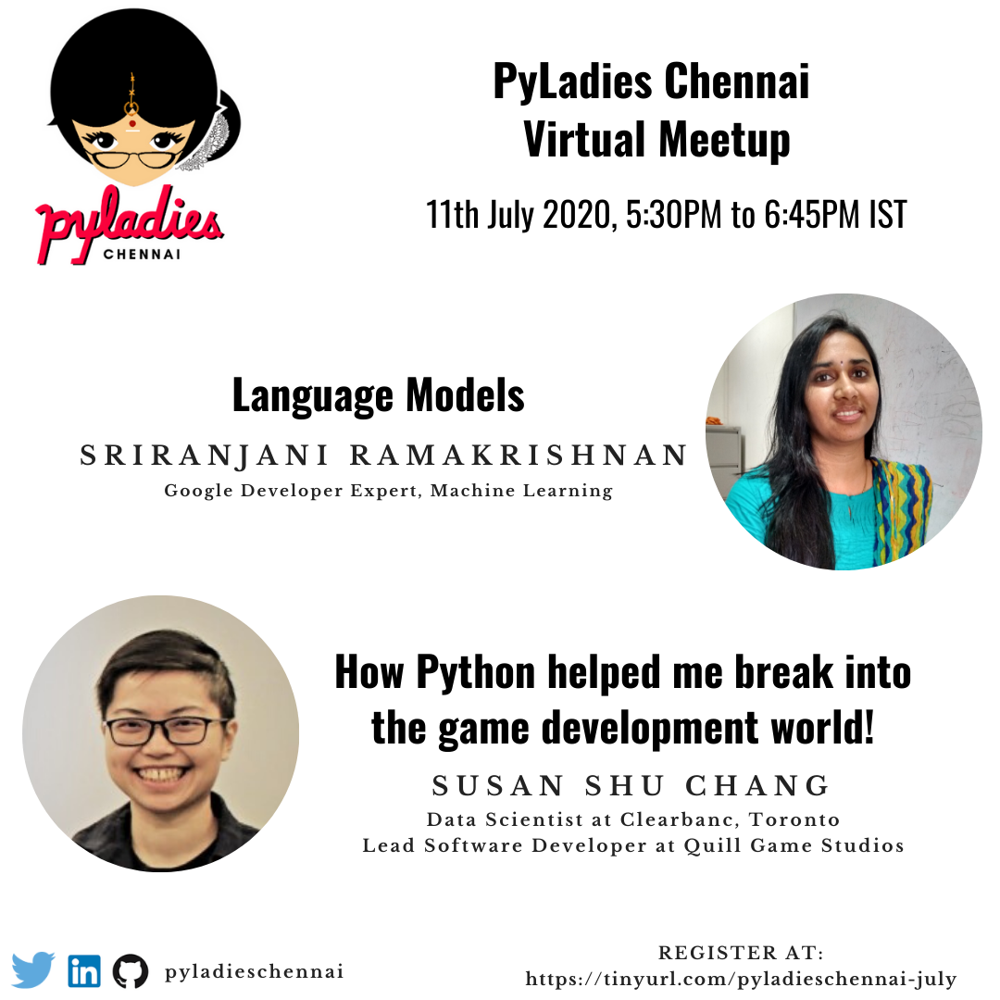 PyLadies Chennai
Virtual Meetup
11th July 2020, 5:30PM to 6:45PM IST
pyladies
CHENNAI
Language Models
SRIRANJANI RAMAKRISHNAN
Google Developer Expert, Machine Learning
How Python helped me break into
the game development world!
SUSAN SHU CHANG
Data Scientist at Clearbanc, Toronto
Lead Software Developer at Quill Game Studios
in
pyladieschennai
REGISTER AT:
https://tinyurl.com/pyladieschennai-july